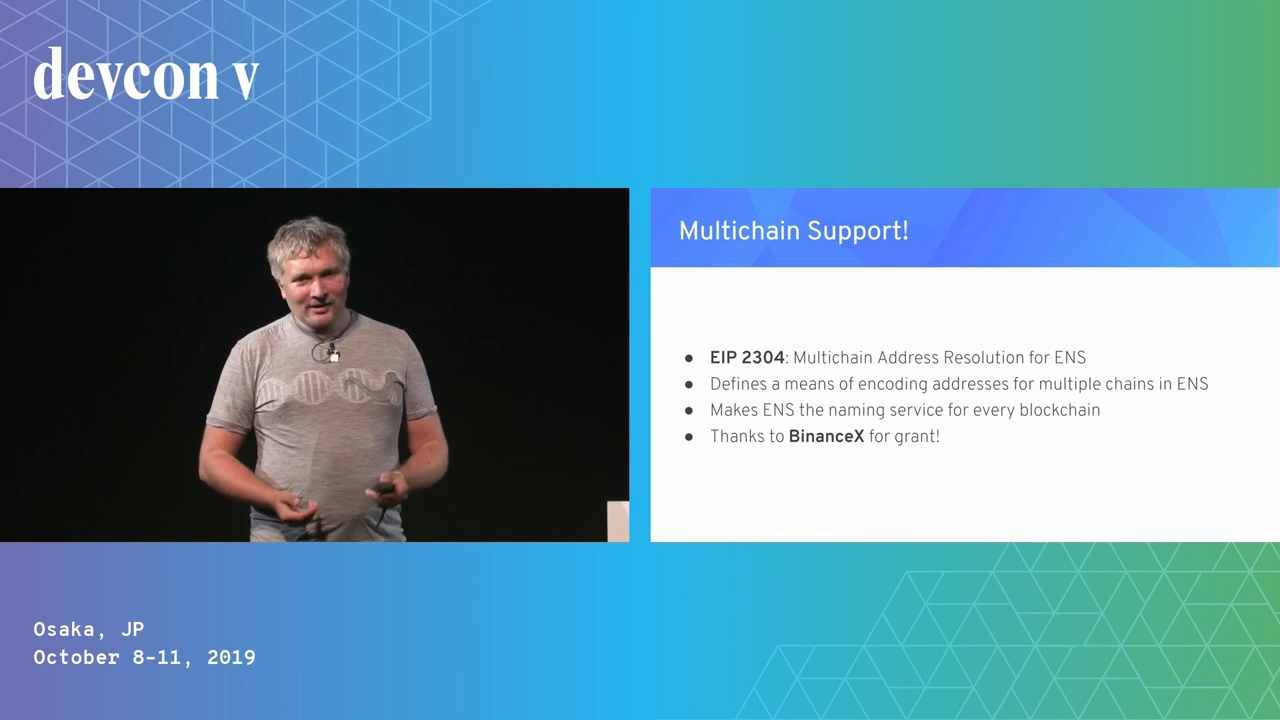 devcon v
Multichain Support!
● EIP 2304: Multichain Address Resolution for ENS
● Defines a means of encoding addresses for multiple chains in ENS
● Makes ENS the naming service for every blockchain
● Thanks to BinanceX for grant!
Osaka, JP
October 8-11, 2019